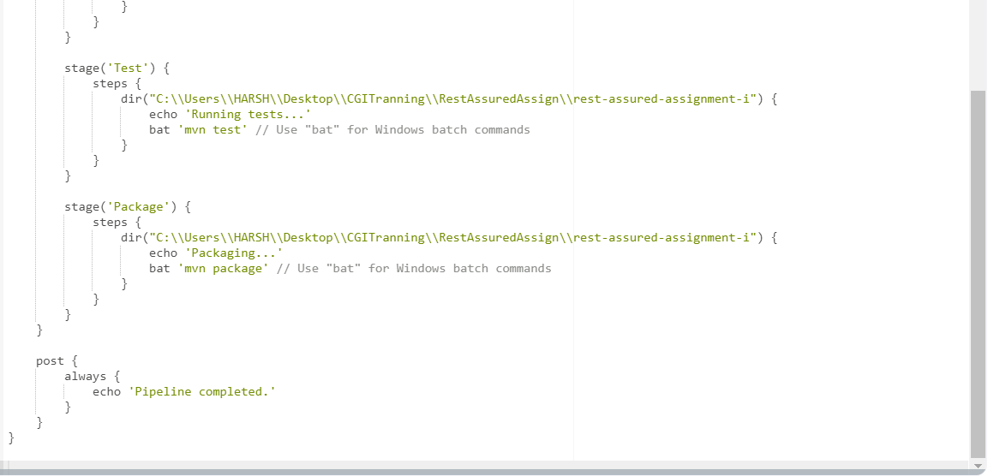 }
}
}
stage('Test') {
steps {
dir("C:\\Users\\HARSH\\Desktop\\CGITranning\\RestAssuredAssign\\rest-assured-assignment-i") {
echo 'Running tests...'
bat 'mvn test' // Use "bat" for Windows batch commands
}
}
}
stage('Package') {
steps {
dir("C:\\Users\\HARSH\\Desktop\\CGITranning\\RestAssuredAssign\\rest-assured-assignment-i") {
echo 'Packaging...'
bat 'mvn package' // Use "bat" for Windows batch commands
}
}
}
}
post {
always {
echo 'Pipeline completed.'
}
}
}